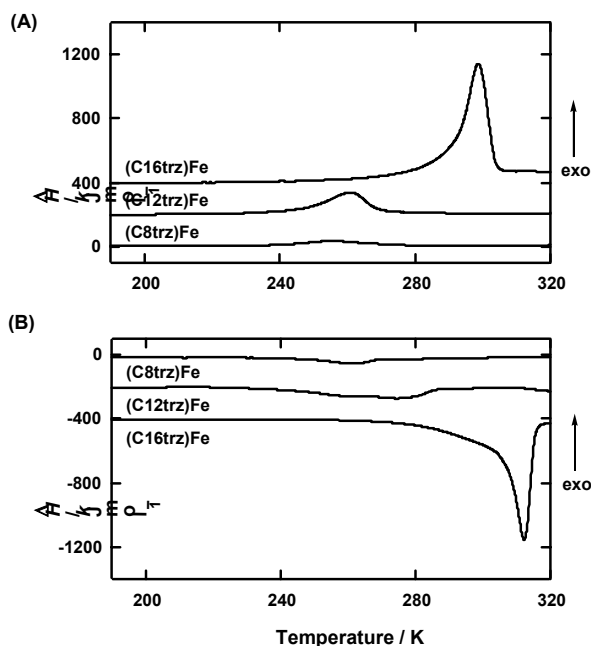 (A)
1200
800
400
0
(C16trz)Fe
(C12trz)Fe
(C8trz)Fe
exo
200
240
280
320
(B)
0
-400
-800
-1200
(C8trz)Fe
(C12trz)Fe
(C16trz)Fe
exo
200
240
280
320
Temperature / K